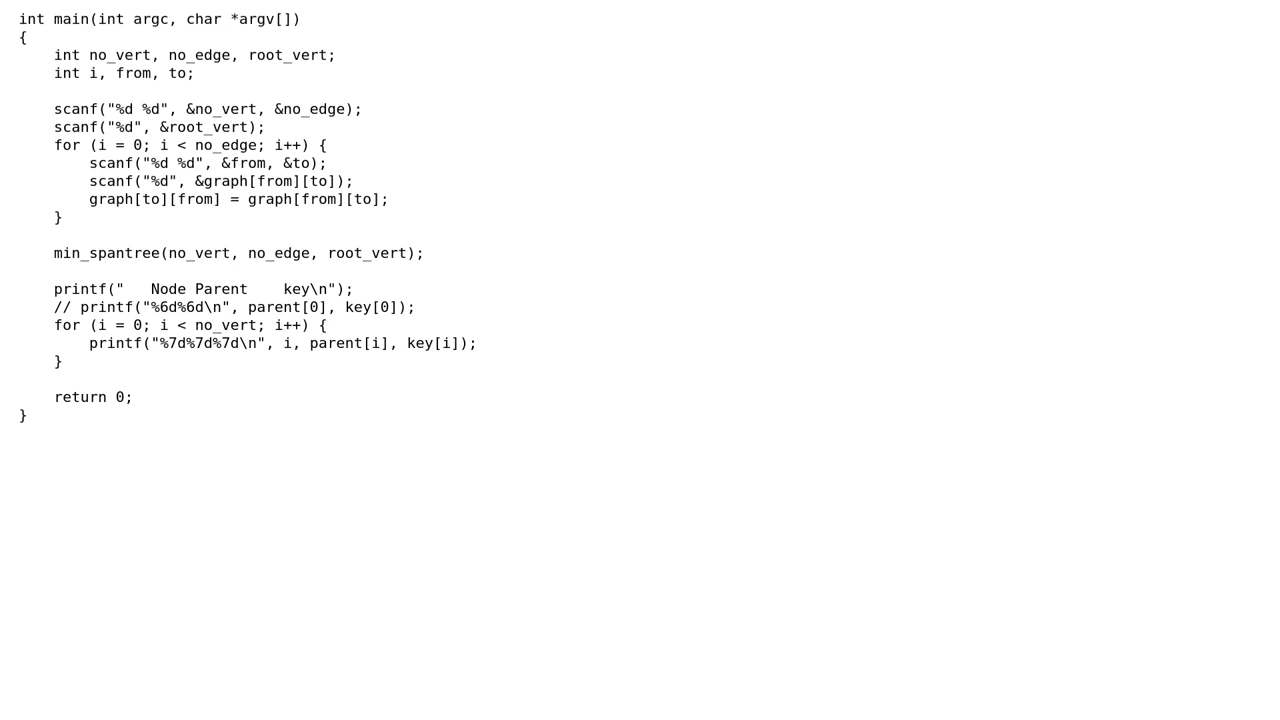 int main(int argc, char *argv[])
{
    int no_vert, no_edge, root_vert;
    int i, from, to;

    scanf("%d %d", &no_vert, &no_edge);
    scanf("%d", &root_vert);
    for (i = 0; i < no_edge; i++) {
        scanf("%d %d", &from, &to);
        scanf("%d", &graph[from][to]);
        graph[to][from] = graph[from][to];
    }

    min_spantree(no_vert, no_edge, root_vert);

    printf("   Node Parent    key\n");
    // printf("%6d%6d\n", parent[0], key[0]);
    for (i = 0; i < no_vert; i++) {
        printf("%7d%7d%7d\n", i, parent[i], key[i]);
    }

    return 0;
}